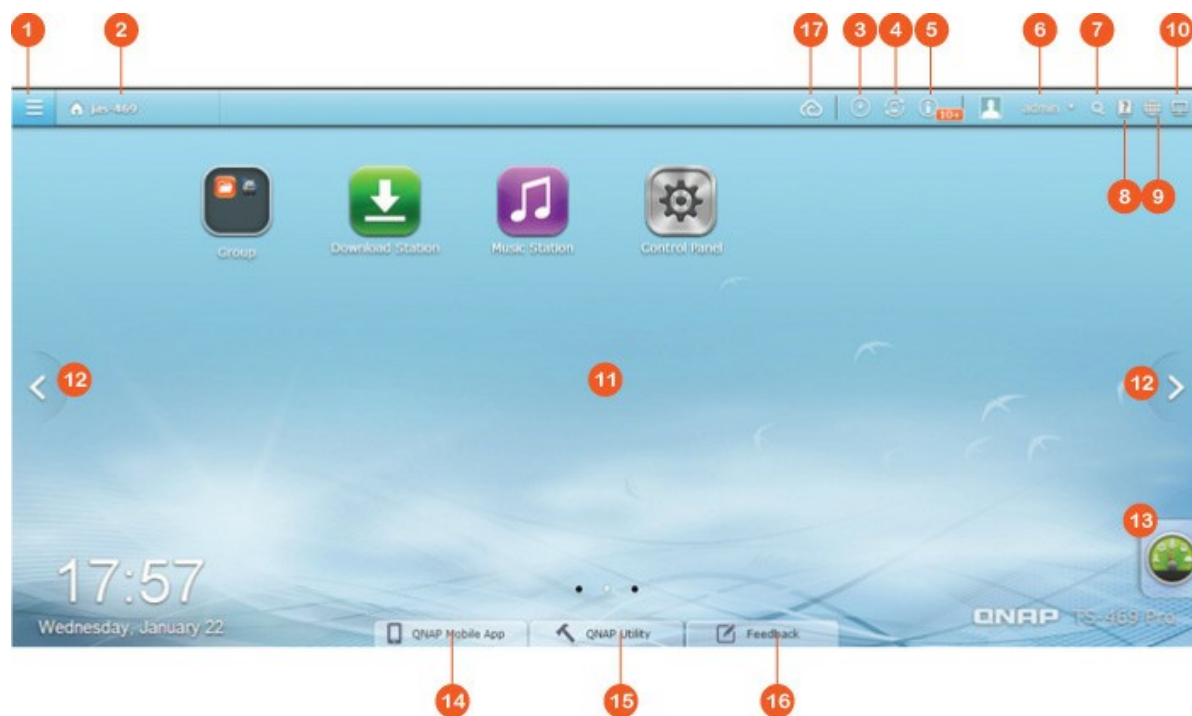 1 2 17 3 4 5 6 7 10
jas-469
10+
admin
8 9
Group
Download Station
Music Station
Control Panel
12 11 12
13
17:57
Wednesday, January 22
QNAP TS-469 Pro
QNAP Mobile App
QNAP Utility
Feedback
14 15 16